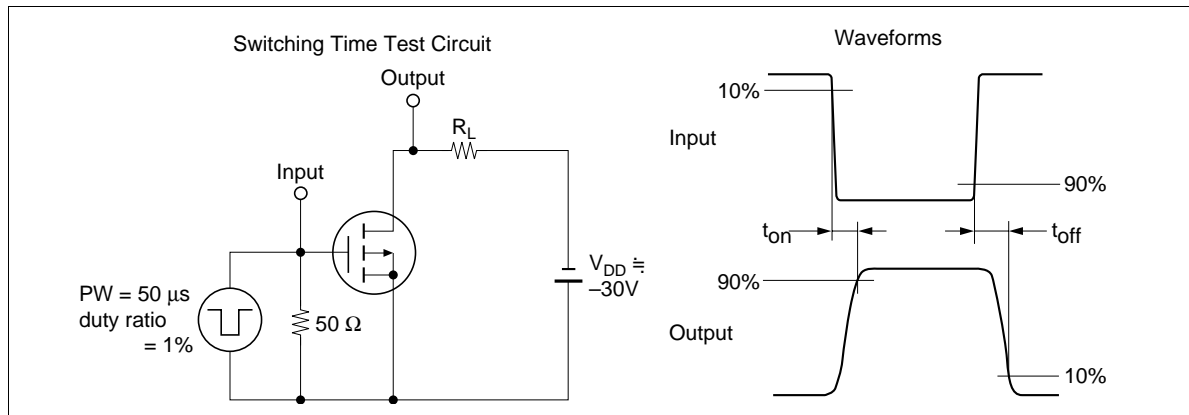 Switching Time Test Circuit
Output
R_L
Input
PW = 50 μs
duty ratio
= 1%
50 Ω
V_DD ≒
–30V
Waveforms
10%
Input
90%
t_on
t_off
90%
Output
10%